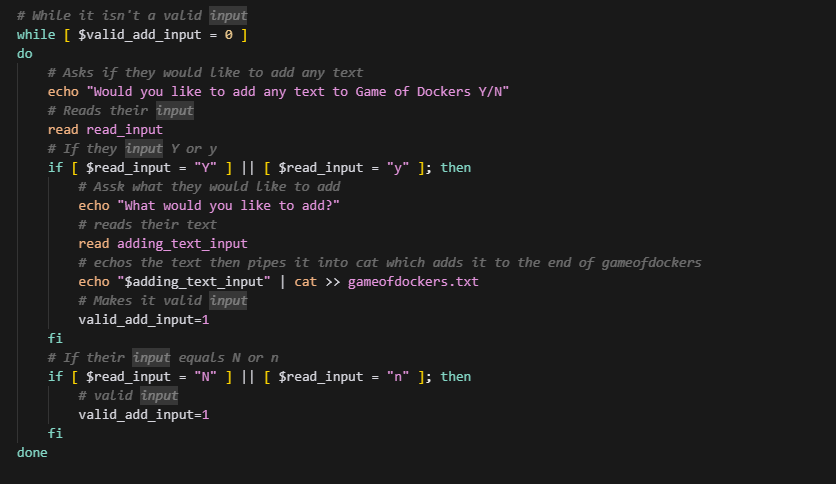 # While it isn't a valid input
while [ $valid_add_input = 0 ]
do
# Asks if they would like to add any text
echo "Would you like to add any text to Game of Dockers Y/N"
# Reads their input
read read_input
# If they input Y or y
if [ $read_input = "Y" ] || [ $read_input = "y" ]; then
# Assk what they would like to add
echo "What would you like to add?"
# reads their text
read adding_text_input
# echos the text then pipes it into cat which adds it to the end of gameofdockers
echo "$adding_text_input" | cat >> gameofdockers.txt
# Makes it valid input
valid_add_input=1
fi
# If their input equals N or n
if [ $read_input = "N" ] || [ $read_input = "n" ]; then
# valid input
valid_add_input=1
fi
done